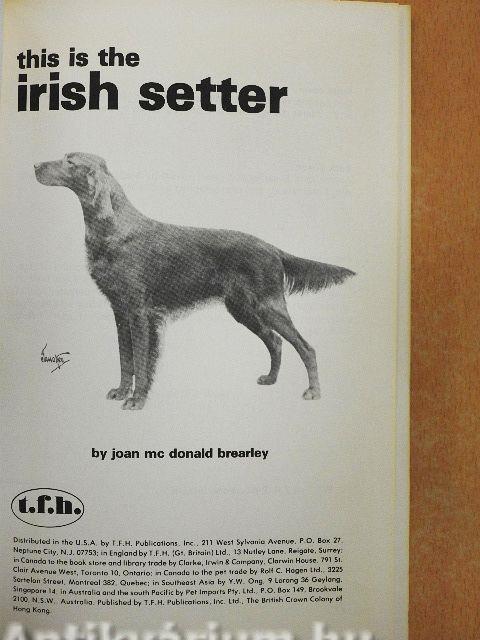 this is the
irish setter
by joan mc donald brearley
t.f.h.
Distributed in the U.S.A. by T.F.H. Publications, Inc., 211 West Sylvania Avenue, P.O. Box 27,
Neptune City, N.J. 07753; in England by T.F.H. (Gt. Britain) Ltd., 13 Nutley Lane, Reigate, Surrey;
in Canada to the book store and library trade by Clarke, Irwin & Company, Clarwin House, 791 St.
Clair Avenue West, Toronto 10, Ontario; in Canada to the pet trade by Rolf C. Hagen Ltd., 3225
Sartelon Street, Montreal 382, Quebec; in Southeast Asia by Y.W. Ong, 9 Lorong 36 Geylang,
Singapore 14; in Australia and the south Pacific by Pet Imports Pty. Ltd., P.O. Box 149, Brookvale
2100, N.S.W., Australia. Published by T.F.H. Publications, Inc. Ltd., The British Crown Colony of
Hong Kong.